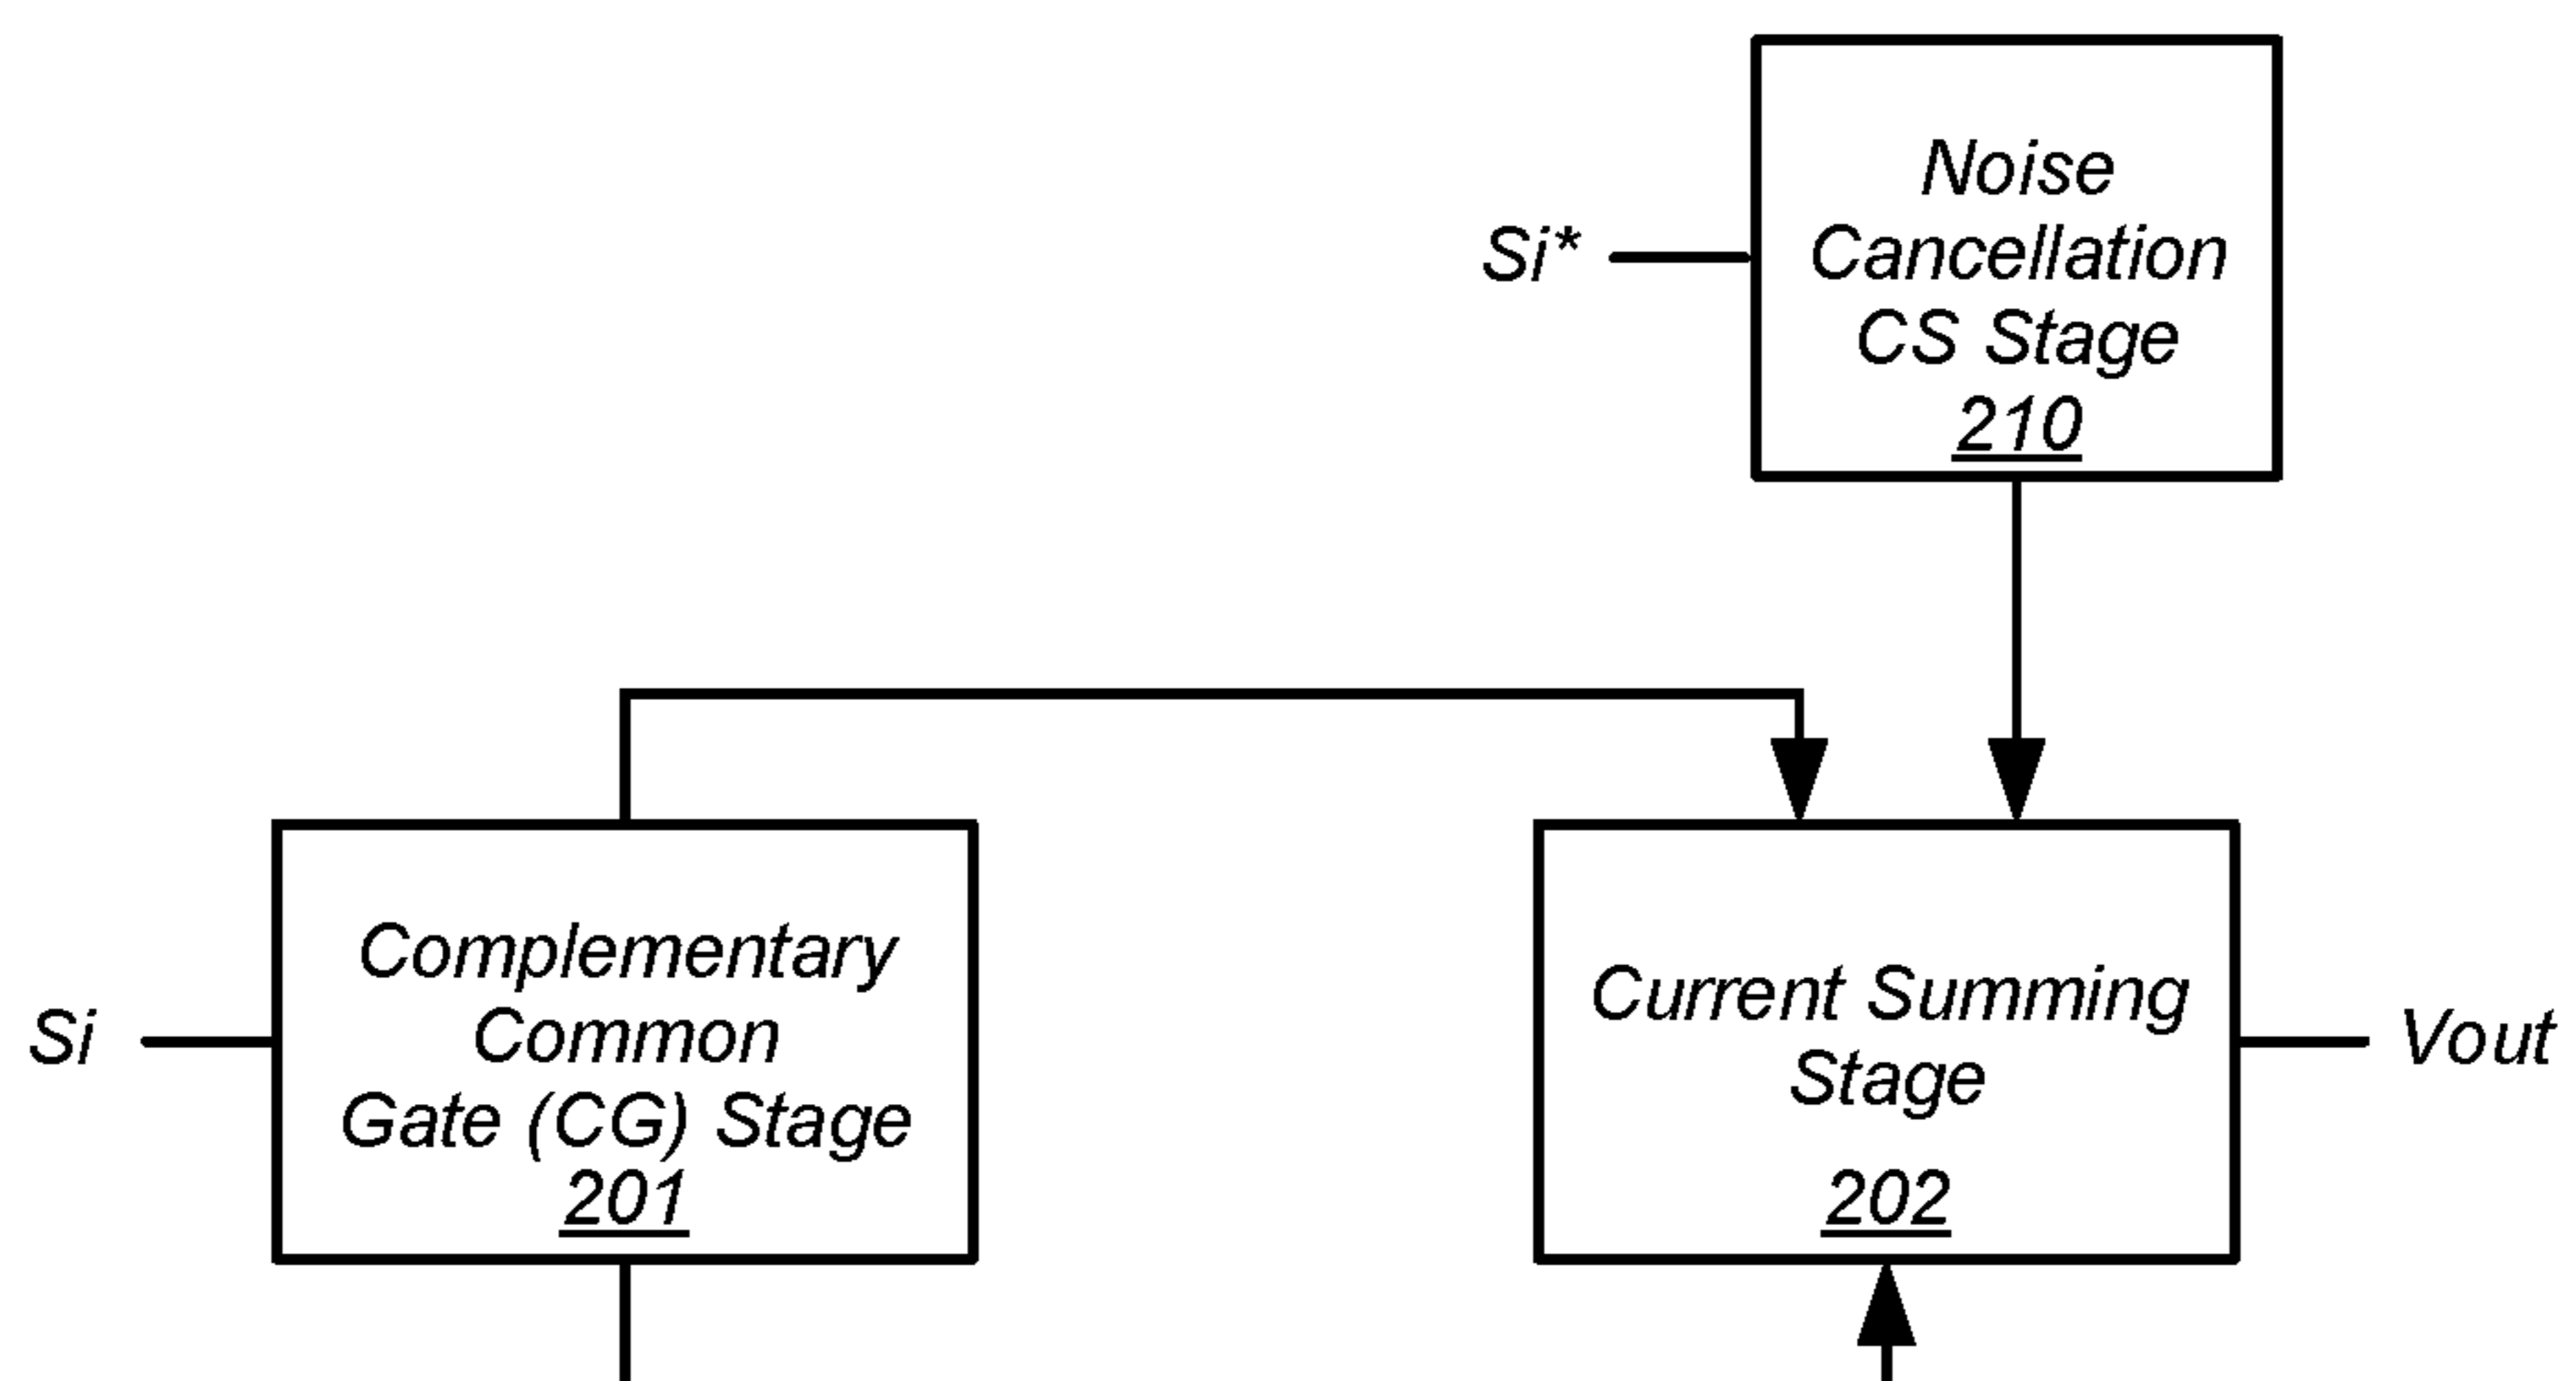 Noise
Cancellation
CS Stage
210
Si*
Complementary
Common
Gate (CG) Stage
201
Si
Current Summing
Stage
202
Vout